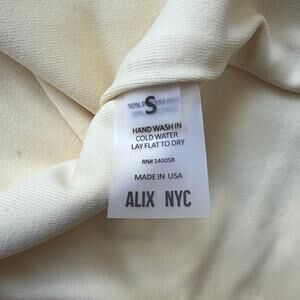 S
HAND WASH IN
COLD WATER
LAY FLAT TO DRY
RN# 140058
MADE IN USA
ALIX NYC